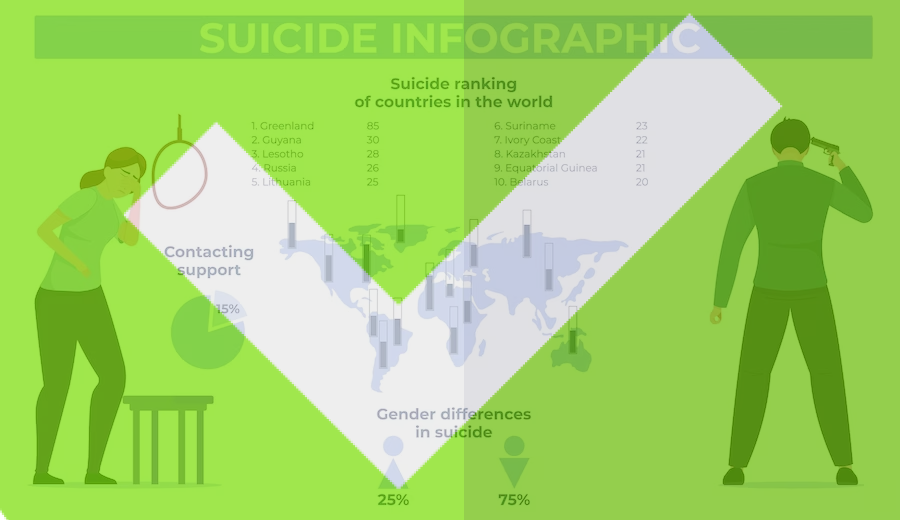 SUICIDE INFOGRAPHIC
Suicide ranking
of countries in the world
1. Greenland 85
2. Guyana 30
3. Lesotho 28
4. Russia 26
5. Lithuania 25
6. Suriname 23
7. Ivory Coast 22
8. Kazakhstan 21
9. Equatorial Guinea 21
10. Belarus 20
Contacting
support
15%
Gender differences
in suicide
25%
75%